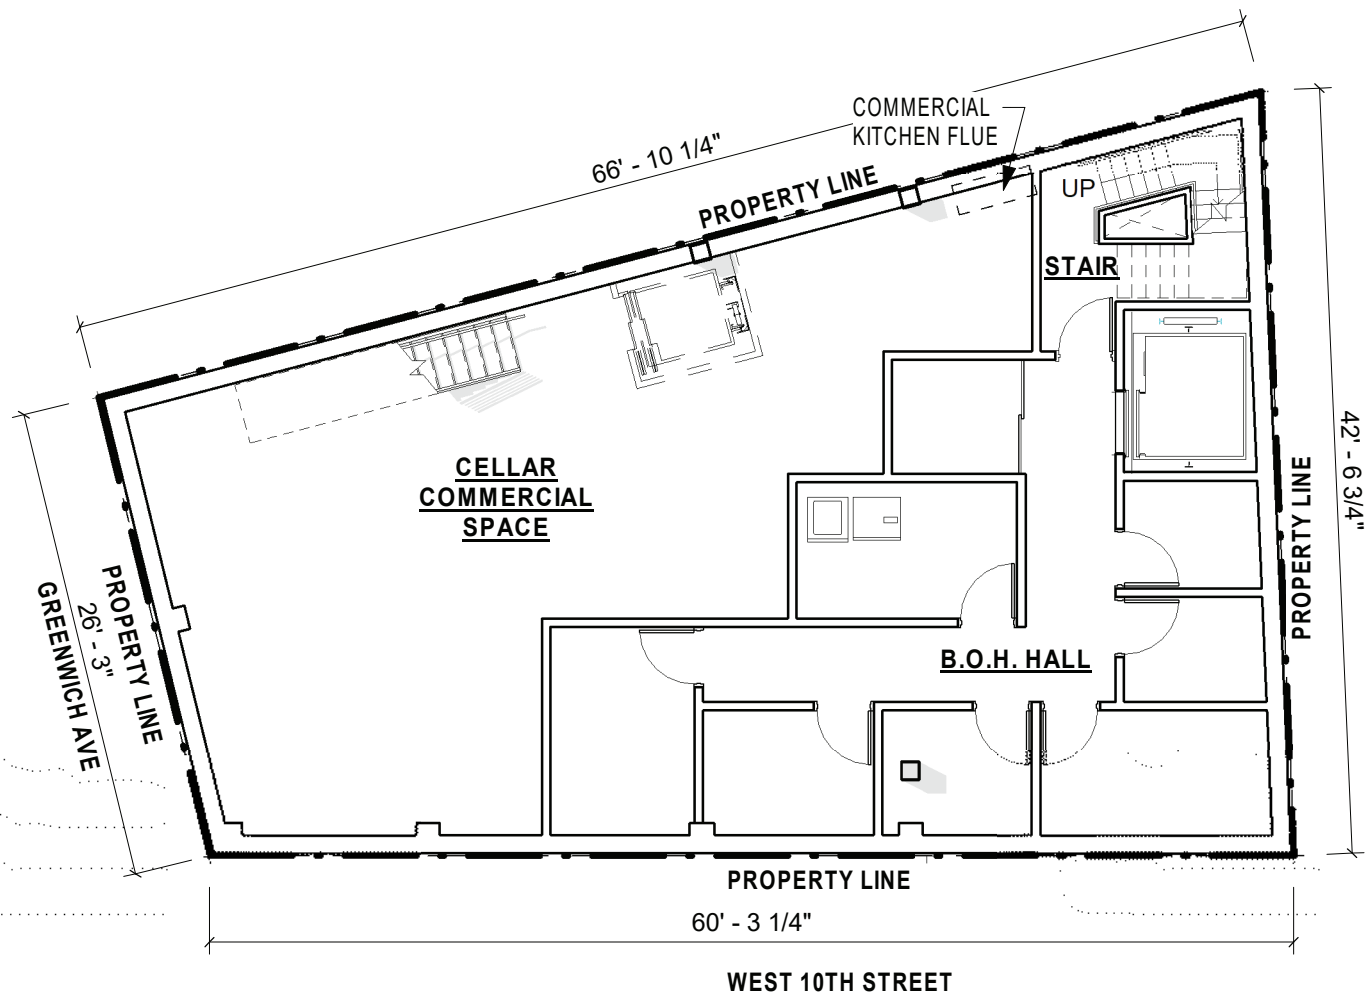 COMMERCIAL
KITCHEN FLUE
66' - 10 1/4"
PROPERTY LINE
UP
STAIR
42' - 6 3/4"
PROPERTY LINE
CELLAR
COMMERCIAL
SPACE
PROPERTY LINE
26' - 3"
GREENWICH AVE
B.O.H. HALL
PROPERTY LINE
60' - 3 1/4"
WEST 10TH STREET